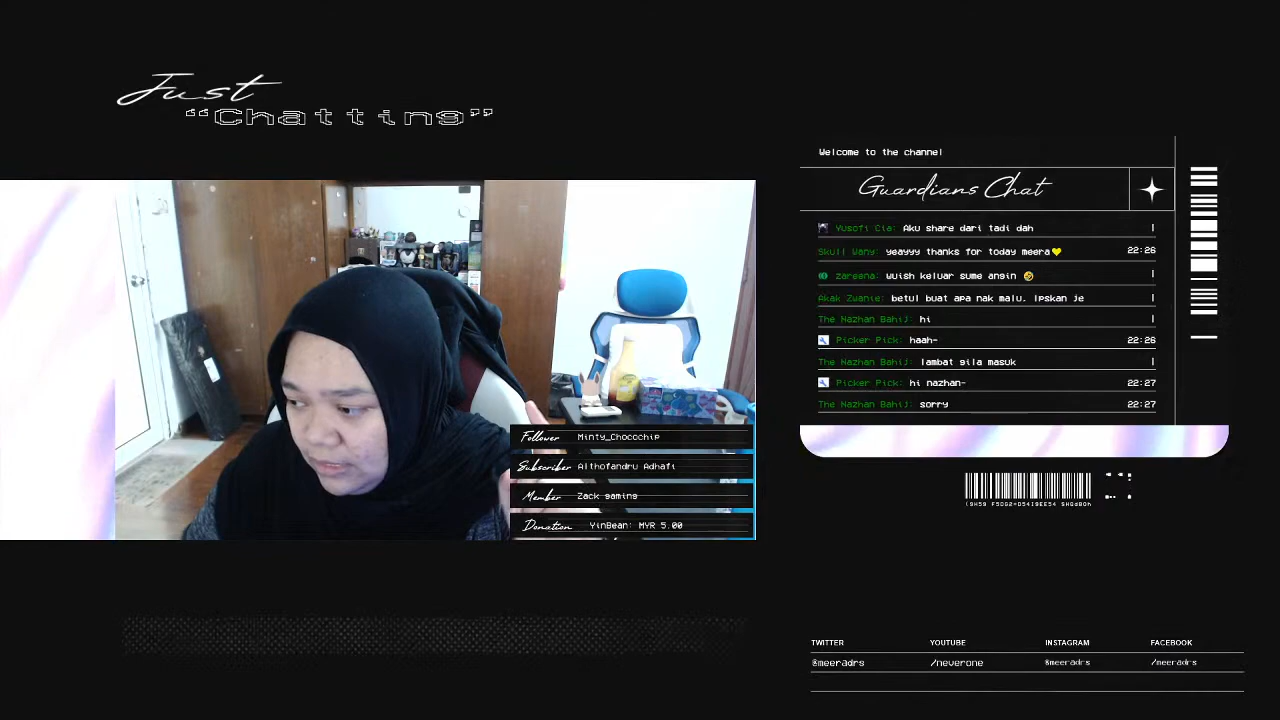 Just
“Chatting”
Welcome to the channel
Guardians Chat
Yusofi Cia: Aku share dari tadi dah
Skull Wany: yeayyy thanks for today meera💛 22:26
zareena: wuish keluar sume angin 🤣
Akak Zwanie: betul buat apa nak malu, lpskan je
The Nazhan Bahij: hi
Picker Pick: haah~ 22:26
The Nazhan Bahij: lambat gila masuk
Picker Pick: hi nazhan~ 22:27
The Nazhan Bahij: sorry 22:27
Follower Minty_Chocochip
Subscriber Althofandru Adhafi
Member Zack gaming
Donation YinBean: MYR 5.00
TWITTER YOUTUBE INSTAGRAM FACEBOOK
@meeradrs /neverone @meeradrs /meeradrs